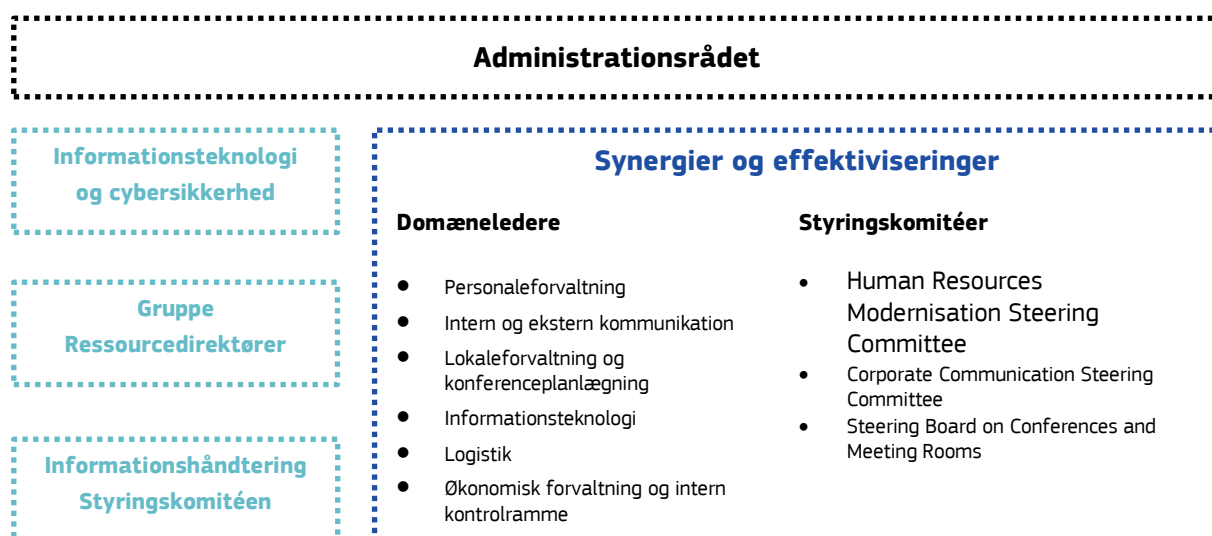 Administrationsrådet
Informationsteknologi
og cybersikkerhed
Gruppe
Ressourcedirektører
Informationshåndtering
Styringskomitéen
Synergier og effektiviseringer
Domæneledere
● Personaleforvaltning
● Intern og ekstern kommunikation
● Lokaleforvaltning og
konferenceplanlægning
● Informationsteknologi
● Logistik
● Økonomisk forvaltning og intern
kontrolramme
Styringskomitéer
• Human Resources
Modernisation Steering
Committee
• Corporate Communication Steering
Committee
• Steering Board on Conferences and
Meeting Rooms